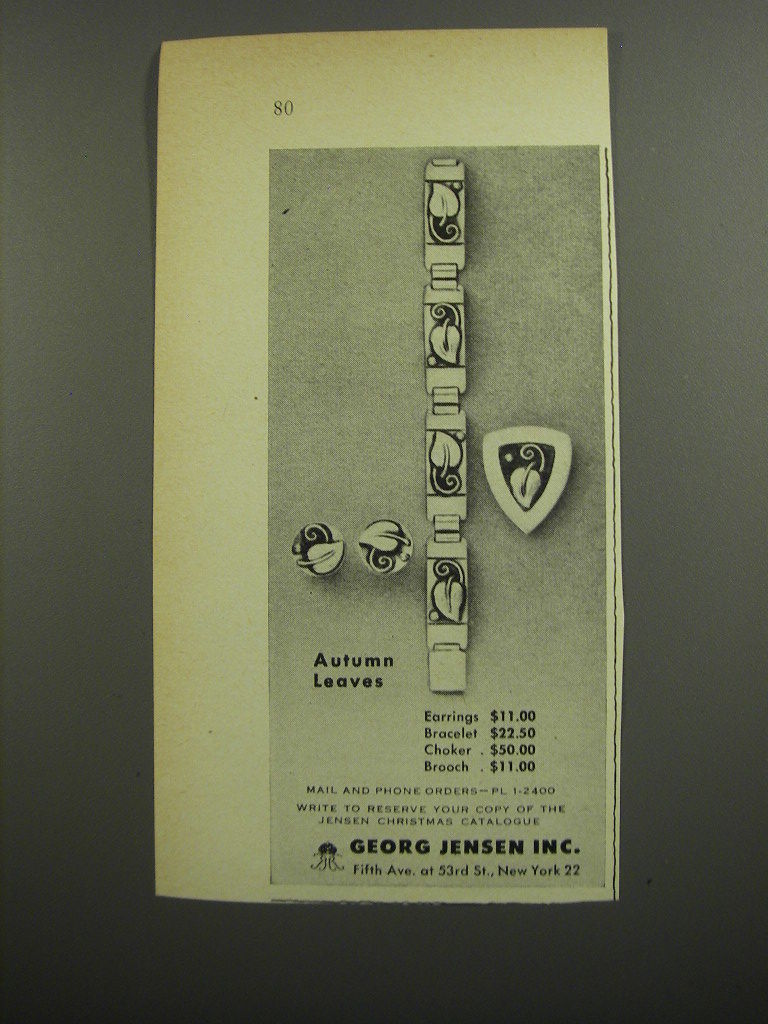 80
Autumn
Leaves
Earrings $11.00
Bracelet $22.50
Choker . $50.00
Brooch . $11.00
MAIL AND PHONE ORDERS—PL 1-2400
WRITE TO RESERVE YOUR COPY OF THE
JENSEN CHRISTMAS CATALOGUE
GEORG JENSEN INC.
Fifth Ave. at 53rd St., New York 22